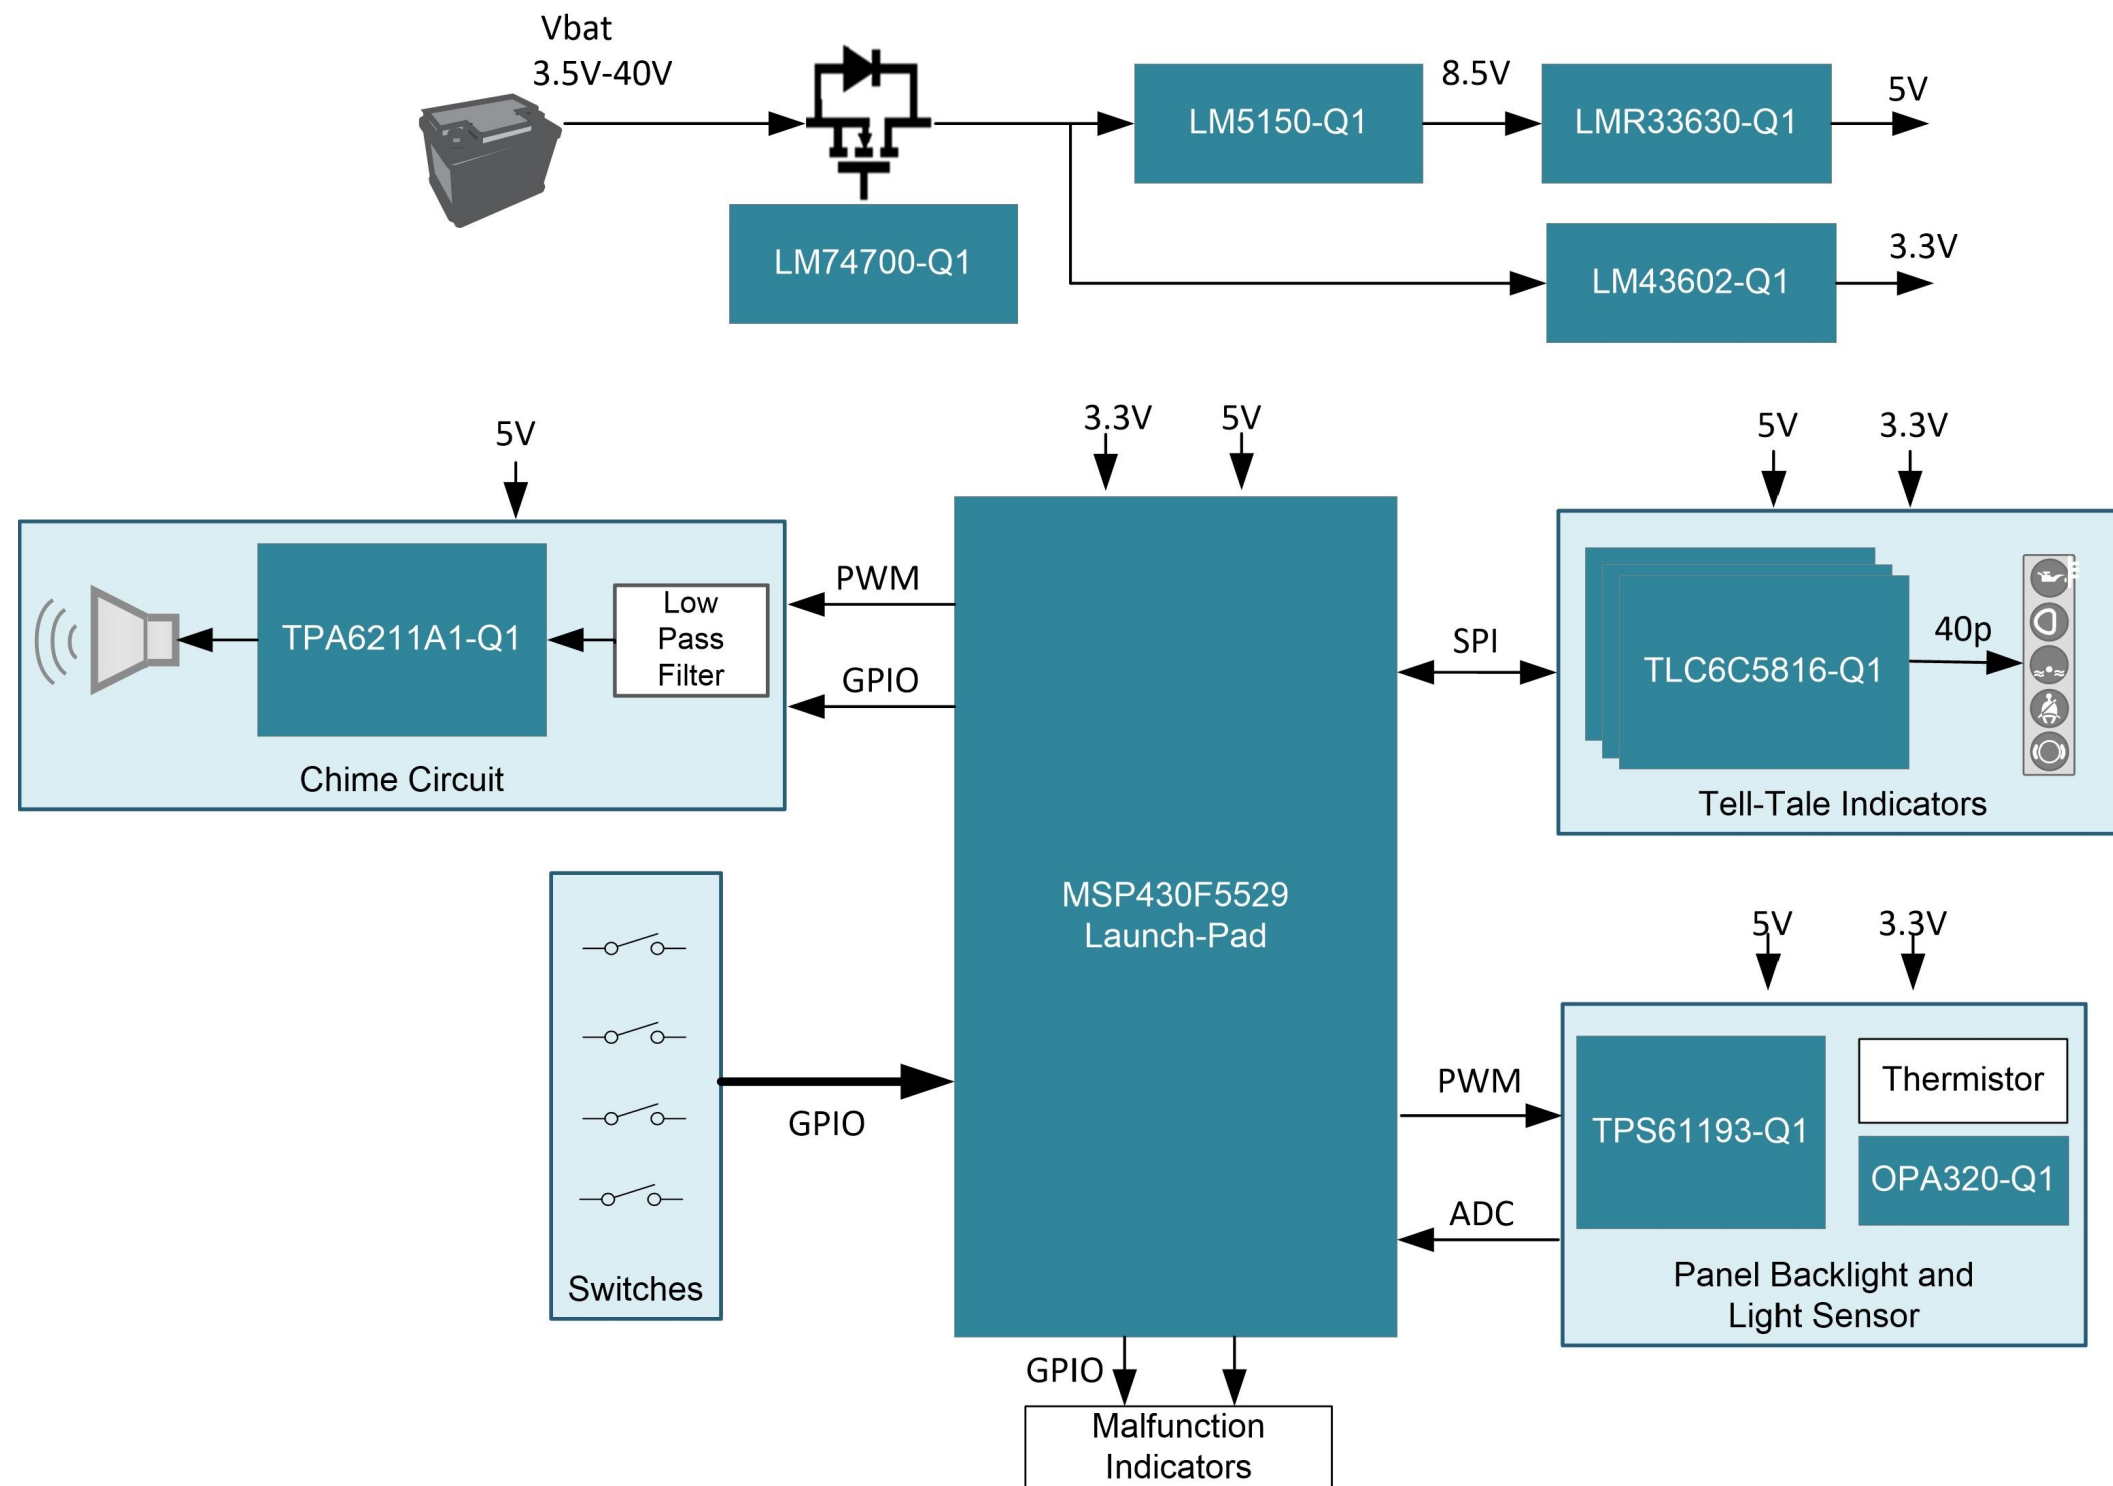 Vbat
3.5V-40V
LM5150-Q1
8.5V
LMR33630-Q1
5V
LM74700-Q1
LM43602-Q1
3.3V
5V
3.3V
5V
5V
3.3V
TPA6211A1-Q1
Low
Pass
Filter
Chime Circuit
PWM
GPIO
MSP430F5529
Launch-Pad
SPI
TLC6C5816-Q1
40p
Tell-Tale Indicators
Switches
GPIO
5V
3.3V
PWM
ADC
TPS61193-Q1
Thermistor
OPA320-Q1
Panel Backlight and
Light Sensor
GPIO
Malfunction
Indicators